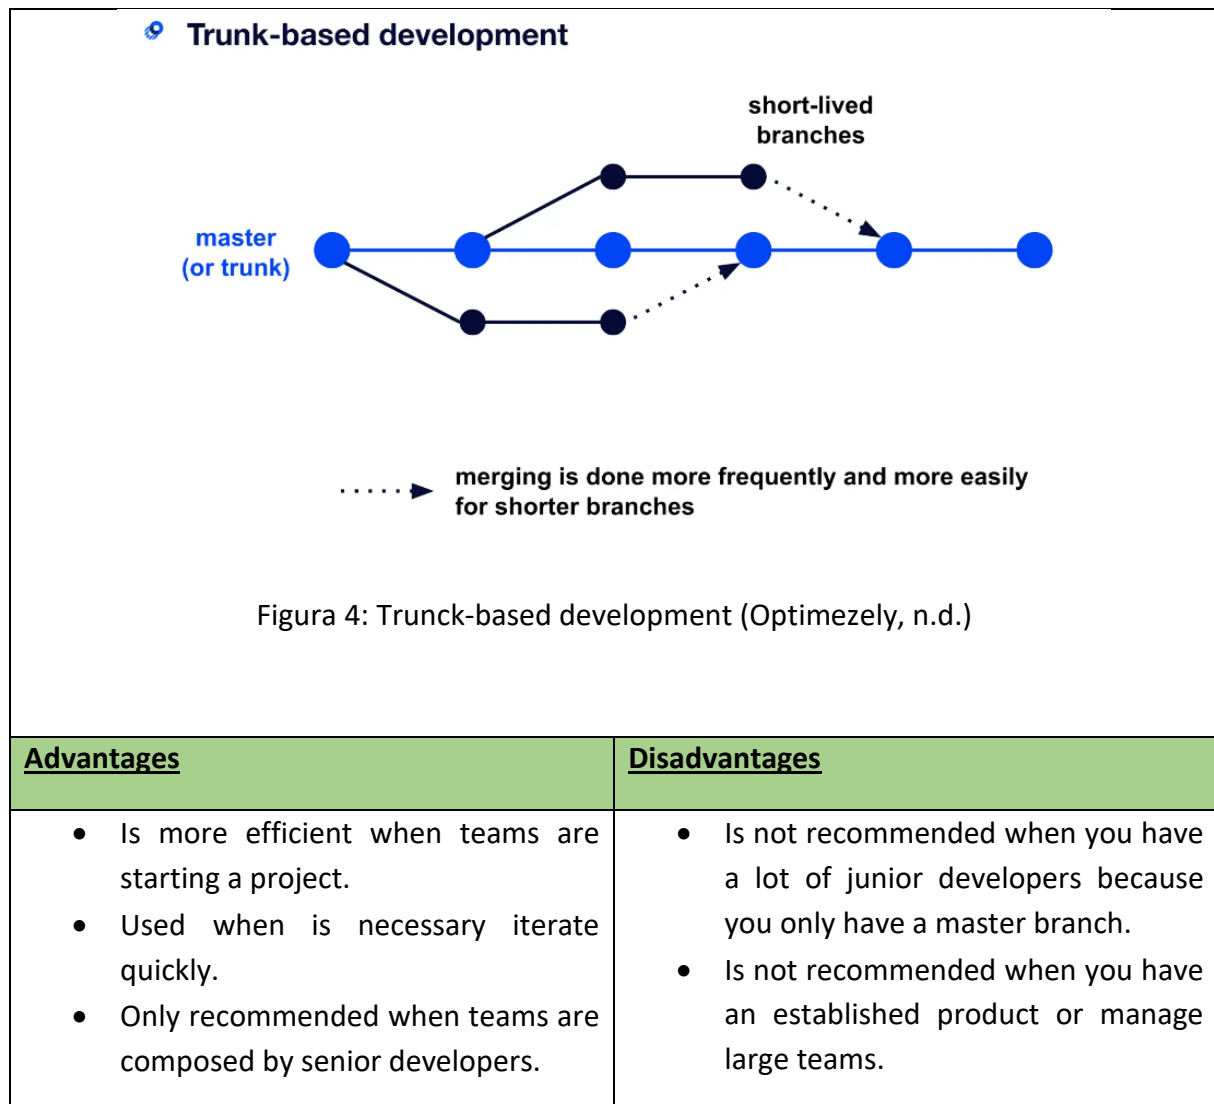 Trunk-based development
short-lived
branches
master
(or trunk)
merging is done more frequently and more easily
for shorter branches
Figura 4: Trunck-based development (Optimezely, n.d.)
Advantages
Disadvantages
• Is more efficient when teams are
starting a project.
• Used when is necessary iterate
quickly.
• Only recommended when teams are
composed by senior developers.
• Is not recommended when you have
a lot of junior developers because
you only have a master branch.
• Is not recommended when you have
an established product or manage
large teams.